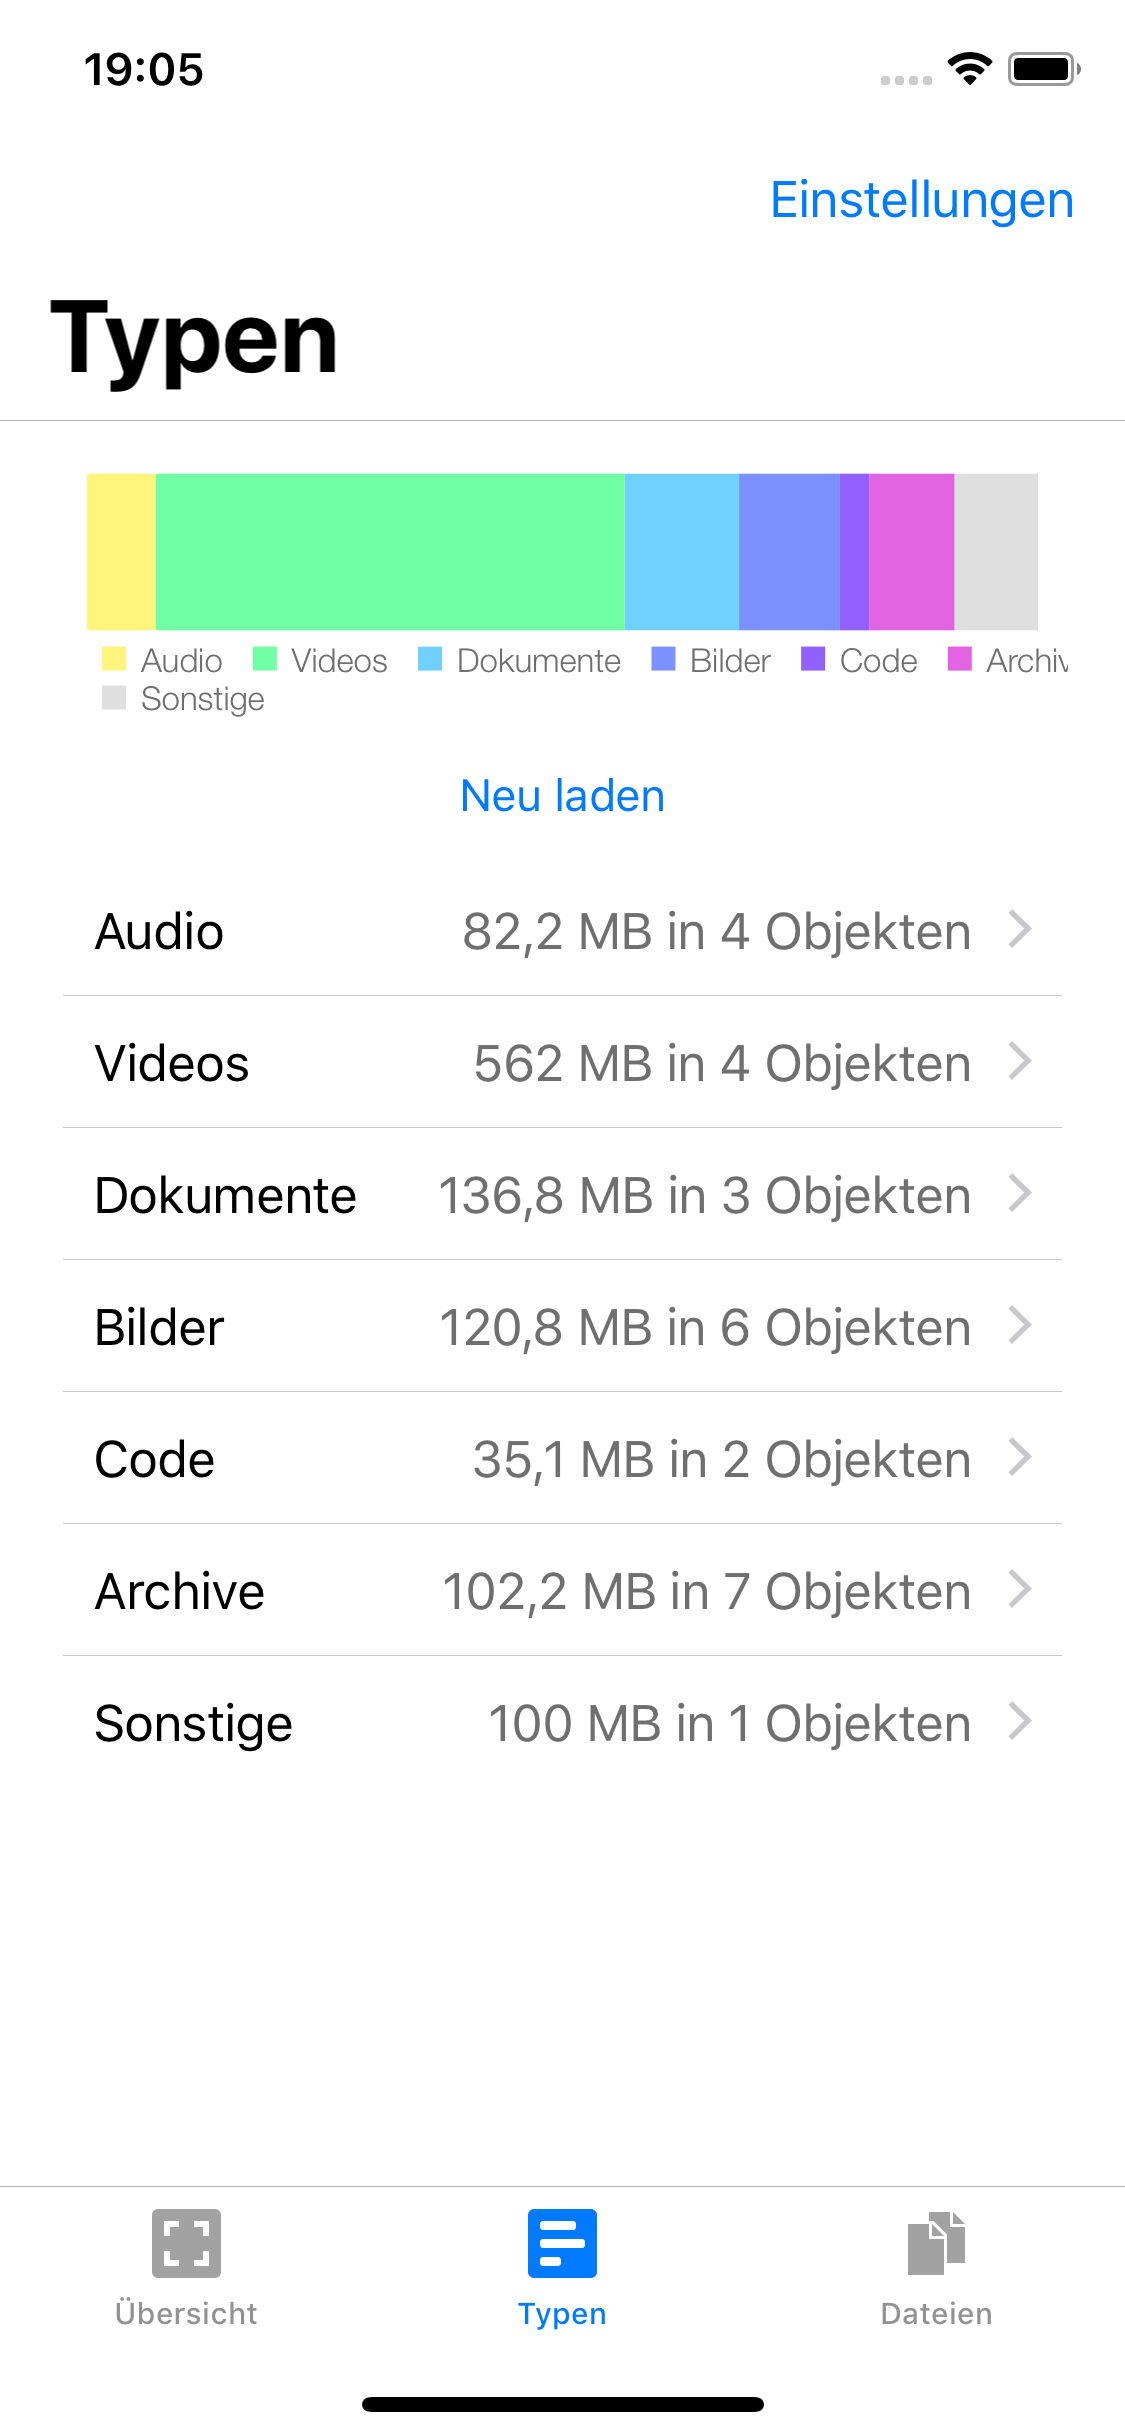 19:05
Einstellungen
Typen
Audio Videos Dokumente Bilder Code Archiv
Sonstige
Neu laden
Audio 82,2 MB in 4 Objekten
Videos 562 MB in 4 Objekten
Dokumente 136,8 MB in 3 Objekten
Bilder 120,8 MB in 6 Objekten
Code 35,1 MB in 2 Objekten
Archive 102,2 MB in 7 Objekten
Sonstige 100 MB in 1 Objekten
Übersicht Typen Dateien